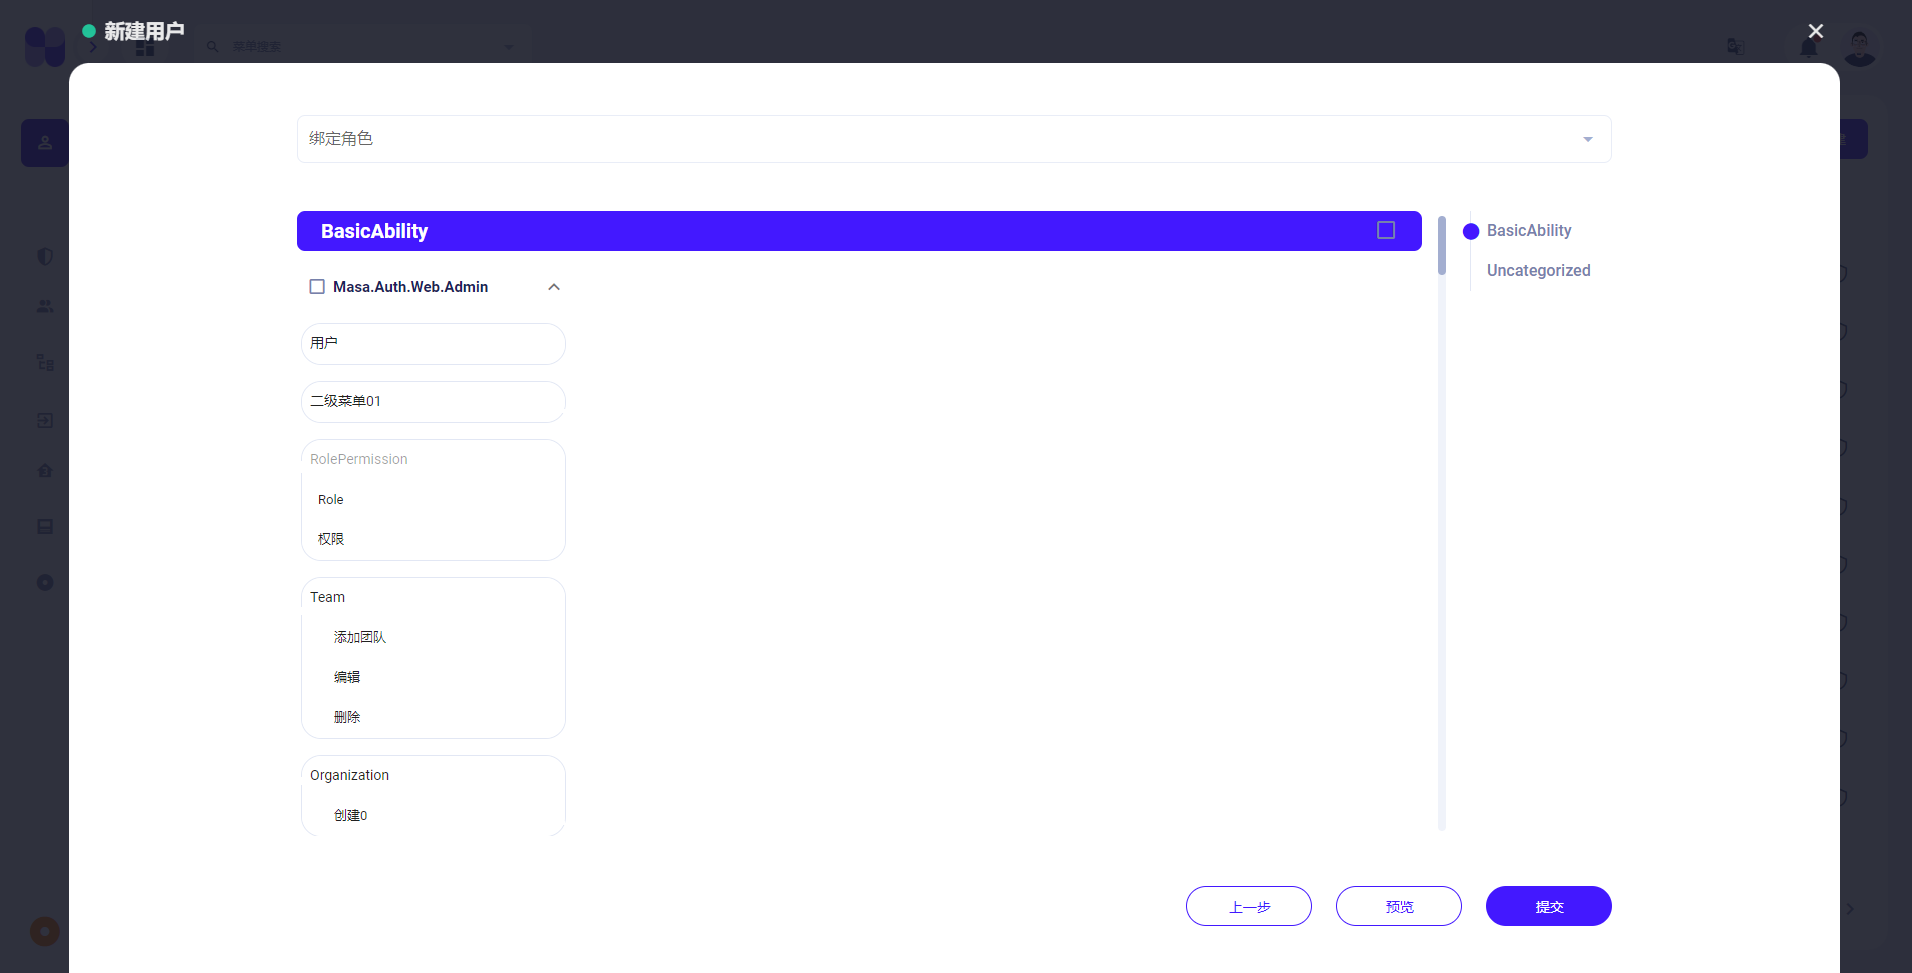 新建用户
菜单搜索
绑定角色
BasicAbility
BasicAbility
Uncategorized
Masa.Auth.Web.Admin
用户
二级菜单01
RolePermission
Role
权限
Team
添加团队
编辑
删除
Organization
创建0
上一步
预览
提交